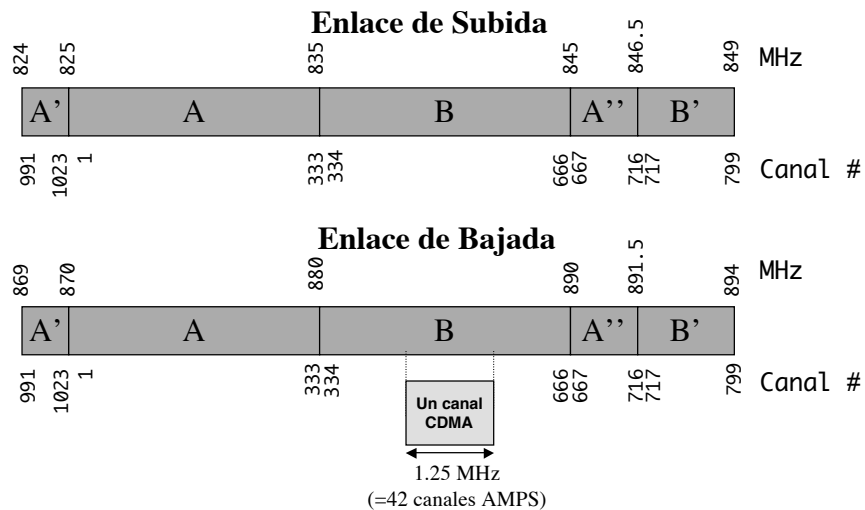 Enlace de Subida
824 825 835 845 846.5 849 MHz
A’ A B A’’ B’
991 1023 1 333 334 666 667 716 717 799 Canal #
Enlace de Bajada
869 870 880 890 891.5 894 MHz
A’ A B A’’ B’
991 1023 1 333 334 666 667 716 717 799 Canal #
Un canal
CDMA
1.25 MHz
(=42 canales AMPS)